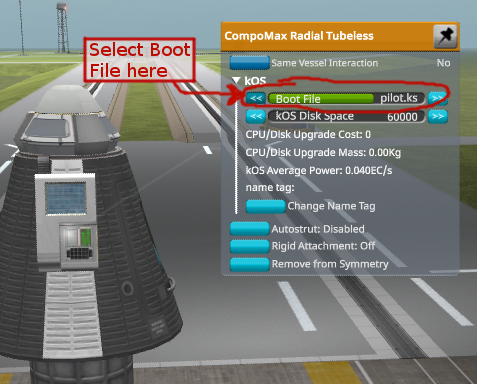 Select Boot
File here
CompoMax Radial Tubeless
Same Vessel Interaction No
kOS
<< Boot File pilot.ks >>
<< kOS Disk Space 60000 >>
CPU/Disk Upgrade Cost: 0
CPU/Disk Upgrade Mass: 0.00Kg
kOS Average Power: 0.040EC/s
name tag:
Change Name Tag
Autostrut: Disabled
Rigid Attachment: Off
Remove from Symmetry